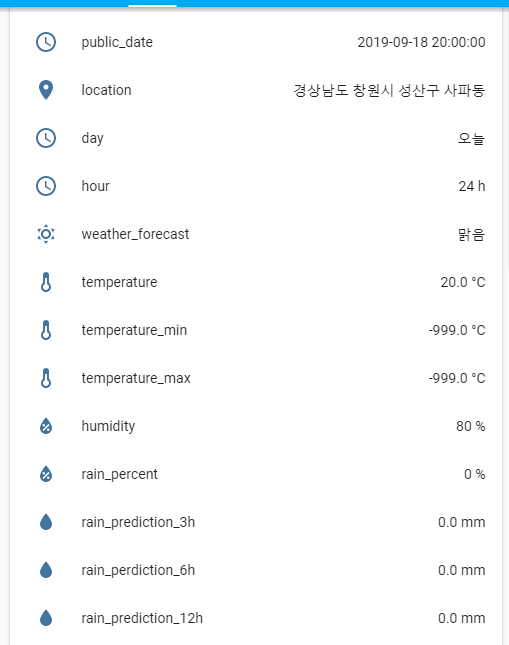 public_date 2019-09-18 20:00:00
location 경상남도 창원시 성산구 사파동
day 오늘
hour 24 h
weather_forecast 맑음
temperature 20.0 °C
temperature_min -999.0 °C
temperature_max -999.0 °C
humidity 80 %
rain_percent 0 %
rain_prediction_3h 0.0 mm
rain_perdiction_6h 0.0 mm
rain_prediction_12h 0.0 mm